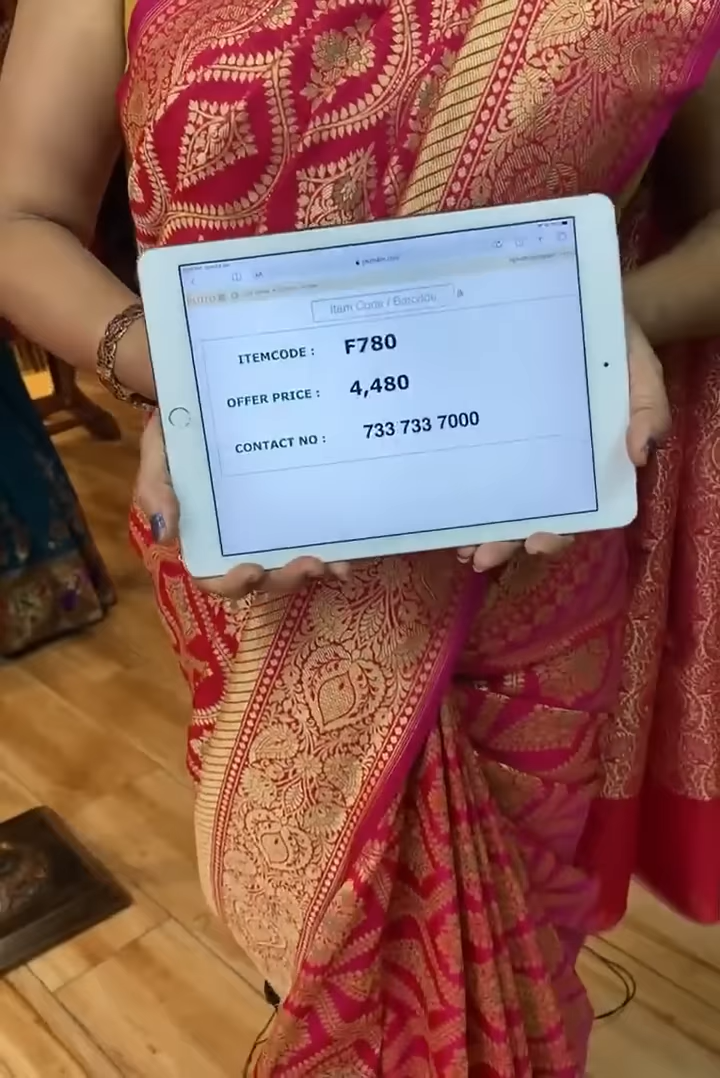 Item Code / Barcode
ITEMCODE : F780
OFFER PRICE : 4,480
CONTACT NO : 733 733 7000